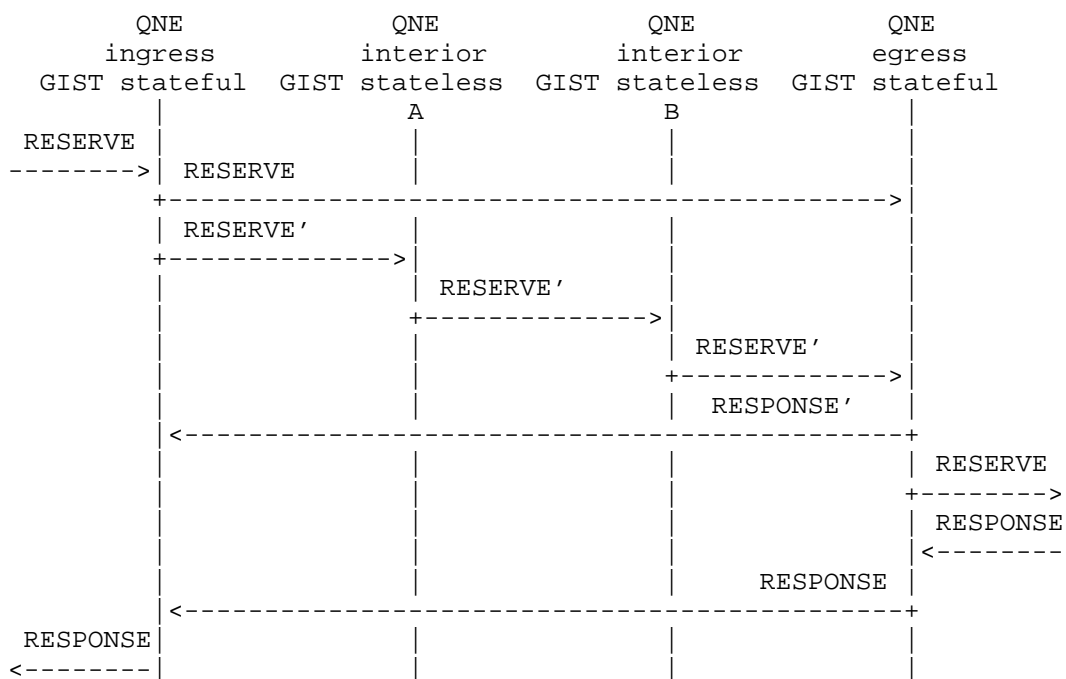 QNE QNE QNE QNE
ingress interior interior egress
GIST stateful GIST stateless GIST stateless GIST stateful
A B
RESERVE
RESERVE
RESERVE'
RESERVE'
RESERVE'
RESPONSE'
RESERVE
RESPONSE
RESPONSE
RESPONSE